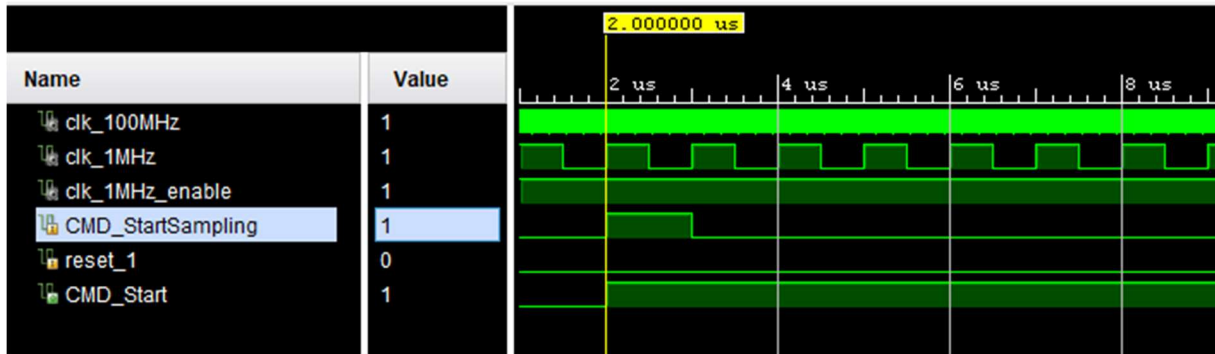 2.000000 us
Name Value 2 us 4 us 6 us 8 us
clk_100MHz 1
clk_1MHz 1
clk_1MHz_enable 1
CMD_StartSampling 1
reset_1 0
CMD_Start 1